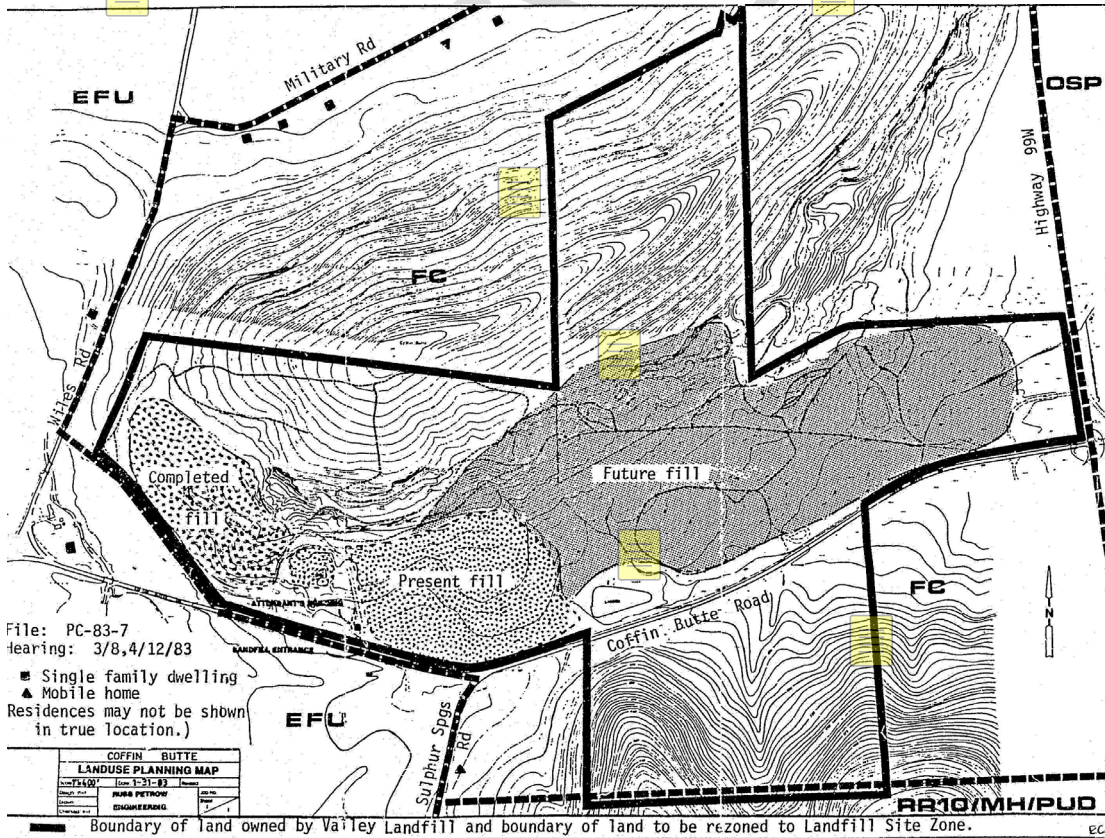 Military Rd
EFU
OSP
Highway 99W
FC
Wiles Rd
Completed
fill
Future fill
Present fill
FC
Coffin Butte Road
N
ATTENDANT'S BUILDING
LANDFILL ENTRANCE
File: PC-83-7
Hearing: 3/8,4/12/83
Single family dwelling
Mobile home
Residences may not be shown
in true location.)
EFU
Sulphur Spgs
Rd
COFFIN BUTTE
LANDUSE PLANNING MAP
1-31-83
RUSS PETROW
ENGINEERING
RR10/MH/PUD
Boundary of land owned by Valley Landfill and boundary of land to be rezoned to Landfill Site Zone.